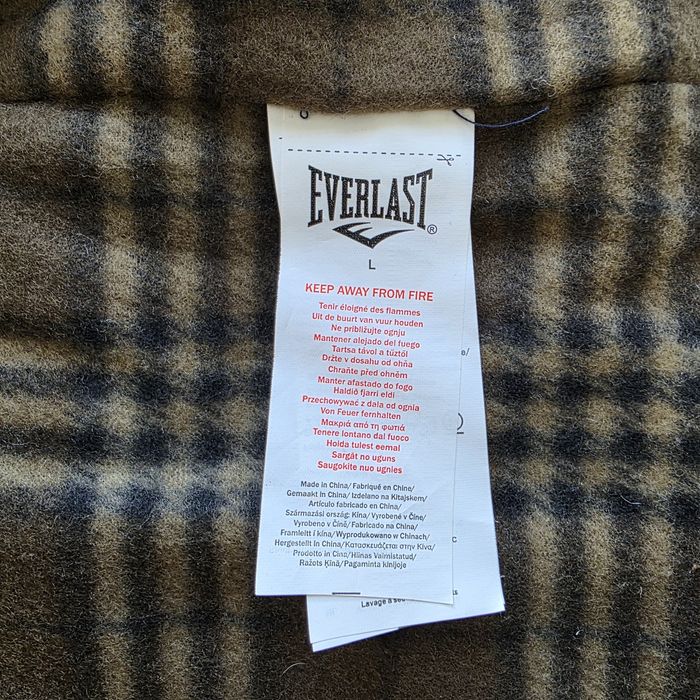 EVERLAST®
L
KEEP AWAY FROM FIRE
Tenir éloigné des flammes
Uit de buurt van vuur houden
Ne približujte ognju
Mantener alejado del fuego
Tartsa távol a tűztől
Držte v dosahu od ohňa
Chraňte před ohněm
Manter afastado do fogo
Haldið fjarri eldi
Przechowywać z dala od ognia
Von Feuer fernhalten
Μακριά από τη φωτιά
Tenere lontano dal fuoco
Hoida tulest eemal
Sargāt no uguns
Saugokite nuo ugnies
Made in China/ Fabriqué en Chine/
Gemaakt in China/ Izdelano na Kitajskem/
Artículo fabricado en China/
Származási ország: Kína/ Vyrobené v Číne/
Vyrobeno v Číně/ Fabricado na China/
Framleitt í kína/ Wyprodukowano w Chinach/
Hergestellt in China/ Κατασκευάζεται στην Κίνα/
Prodotto in Cina/ Hiinas Valmistatud/
Ražots Ķīnā/ Pagaminta kinijoje
Lavage à